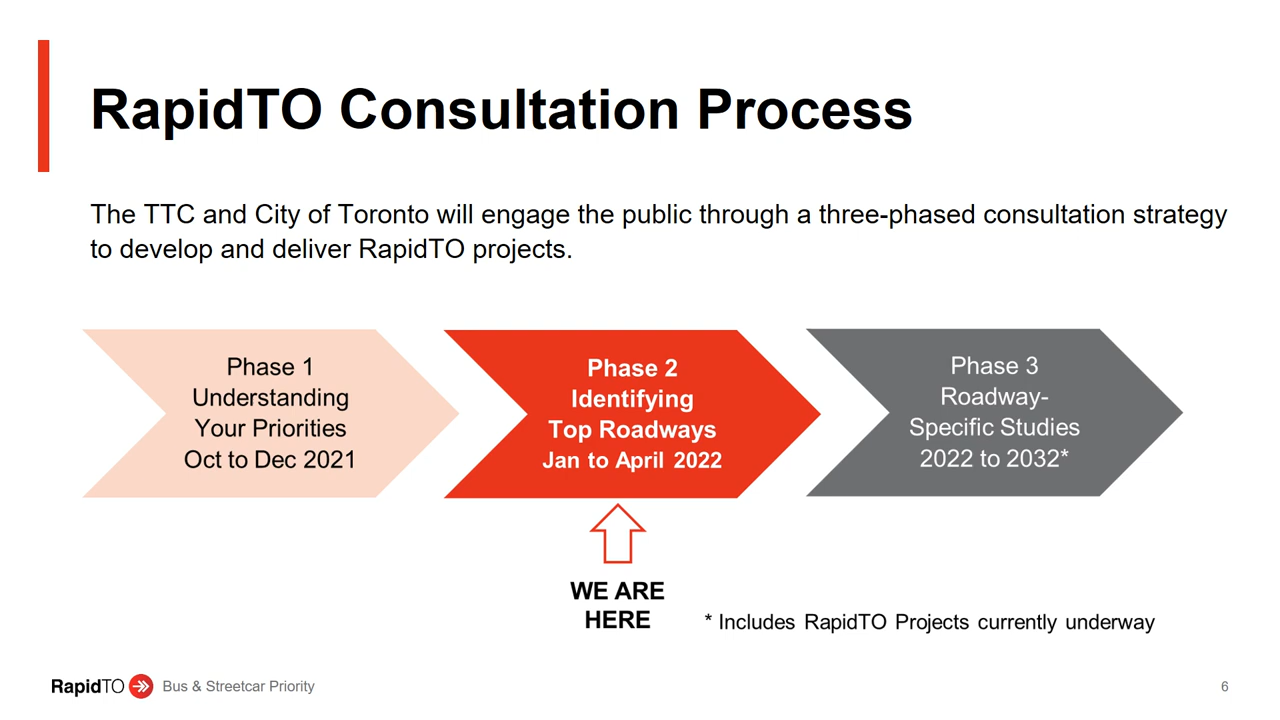 RapidTO Consultation Process
The TTC and City of Toronto will engage the public through a three-phased consultation strategy
to develop and deliver RapidTO projects.
Phase 1
Understanding
Your Priorities
Oct to Dec 2021
Phase 2
Identifying
Top Roadways
Jan to April 2022
Phase 3
Roadway-
Specific Studies
2022 to 2032*
WE ARE
HERE
* Includes RapidTO Projects currently underway
RapidTO Bus & Streetcar Priority
6